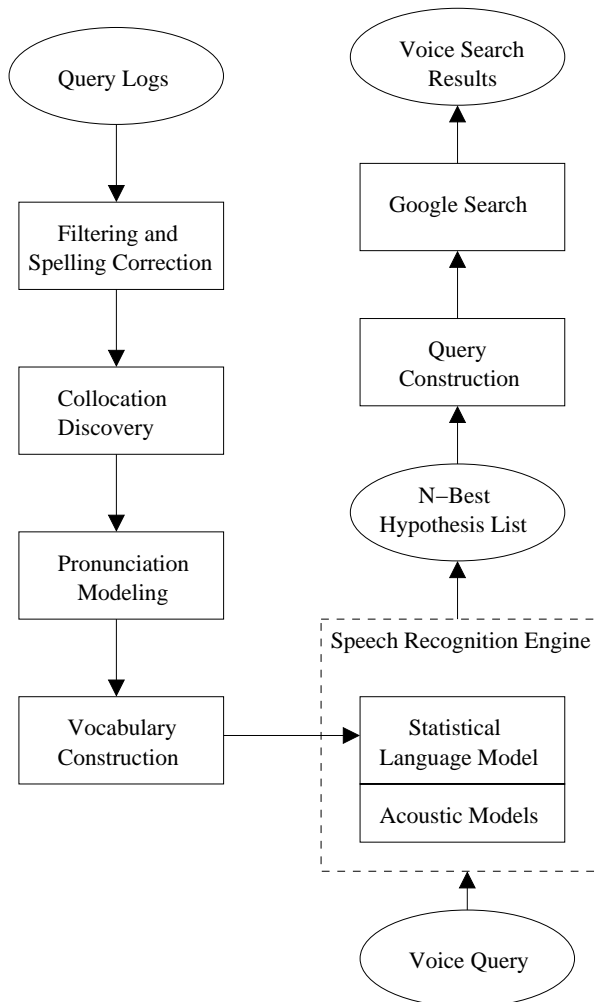 Query Logs
Filtering and
Spelling Correction
Collocation
Discovery
Pronunciation
Modeling
Vocabulary
Construction
Voice Search
Results
Google Search
Query
Construction
N−Best
Hypothesis List
Speech Recognition Engine
Statistical
Language Model
Acoustic Models
Voice Query